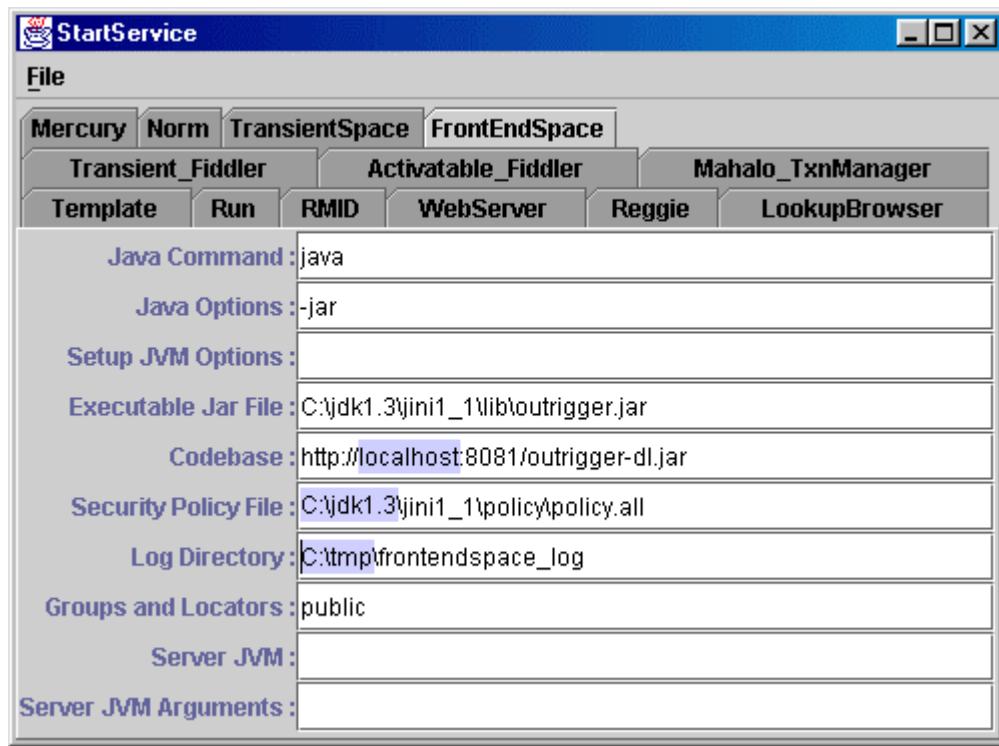 StartService
File
Mercury Norm TransientSpace FrontEndSpace
Transient_Fiddler Activatable_Fiddler Mahalo_TxnManager
Template Run RMID WebServer Reggie LookupBrowser
Java Command : java
Java Options : -jar
Setup JVM Options :
Executable Jar File : C:\jdk1.3\jini1_1\lib\outrigger.jar
Codebase : http://localhost:8081/outrigger-dl.jar
Security Policy File : C:\jdk1.3\jini1_1\policy\policy.all
Log Directory : C:\tmp\frontendspace_log
Groups and Locators : public
Server JVM :
Server JVM Arguments :